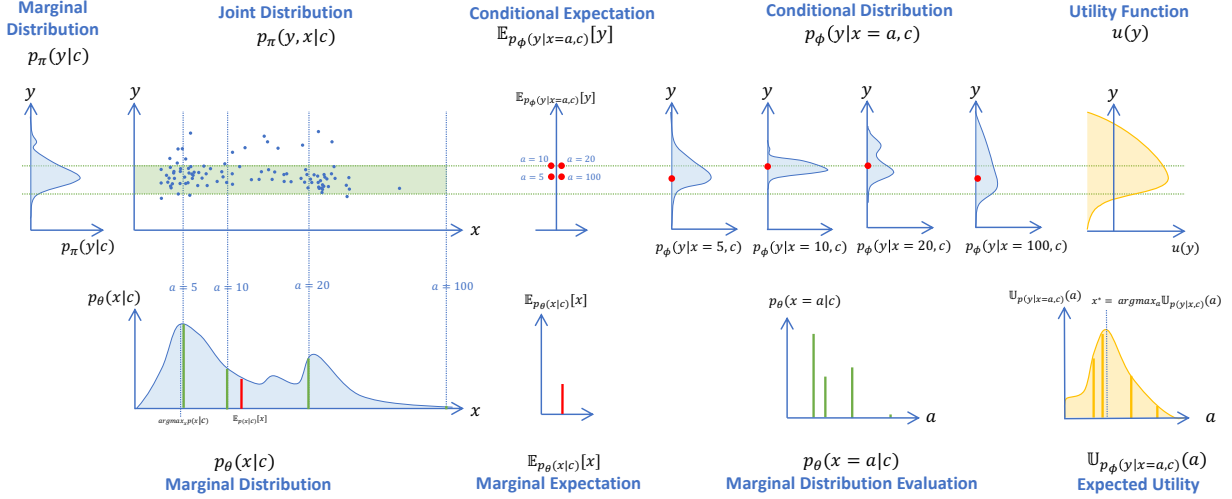 Marginal
Distribution
p_π(y|c)
Joint Distribution
p_π(y, x|c)
Conditional Expectation
𝔼_{p_ϕ(y|x=a,c)}[y]
Conditional Distribution
p_ϕ(y|x = a, c)
Utility Function
u(y)
y
p_π(y|c)
y
x
𝔼_{p_ϕ(y|x=a,c)}[y]
a = 10
a = 20
a = 5
a = 100
y
p_ϕ(y|x = 5, c)
y
p_ϕ(y|x = 10, c)
y
p_ϕ(y|x = 20, c)
y
p_ϕ(y|x = 100, c)
y
u(y)
a = 5
a = 10
a = 20
a = 100
p_θ(x|c)
x
argmax_x p(x|c)
𝔼_{p(x|c)}[x]
𝔼_{p_θ(x|c)}[x]
p_θ(x = a|c)
a
𝕌_{p(y|x=a,c)}(a)
x* = argmax_a 𝕌_{p(y|x,c)}(a)
a
p_θ(x|c)
Marginal Distribution
𝔼_{p_θ(x|c)}[x]
Marginal Expectation
p_θ(x = a|c)
Marginal Distribution Evaluation
𝕌_{p_ϕ(y|x=a,c)}(a)
Expected Utility